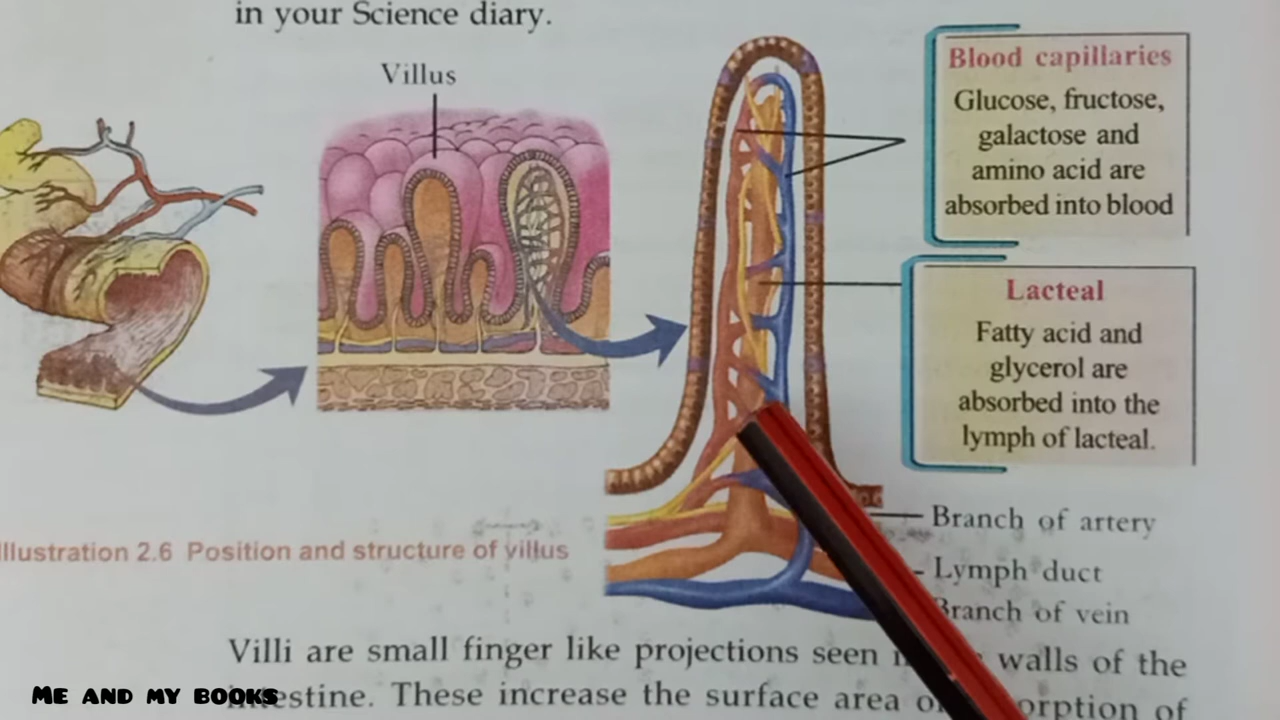 in your Science diary.
Villus
Blood capillaries
Glucose, fructose,
galactose and
amino acid are
absorbed into blood
Lacteal
Fatty acid and
glycerol are
absorbed into the
lymph of lacteal.
Branch of artery
Lymph duct
Branch of vein
Illustration 2.6 Position and structure of villus
Villi are small finger like projections seen walls of the
These increase the surface area of
ME AND MY BOOKS